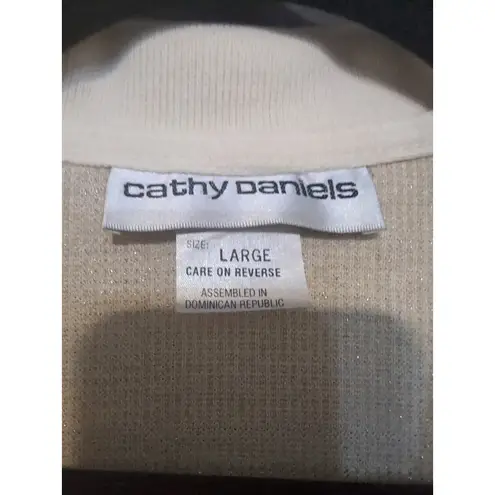 cathy Daniels
SIZE:
LARGE
CARE ON REVERSE
ASSEMBLED IN
DOMINICAN REPUBLIC